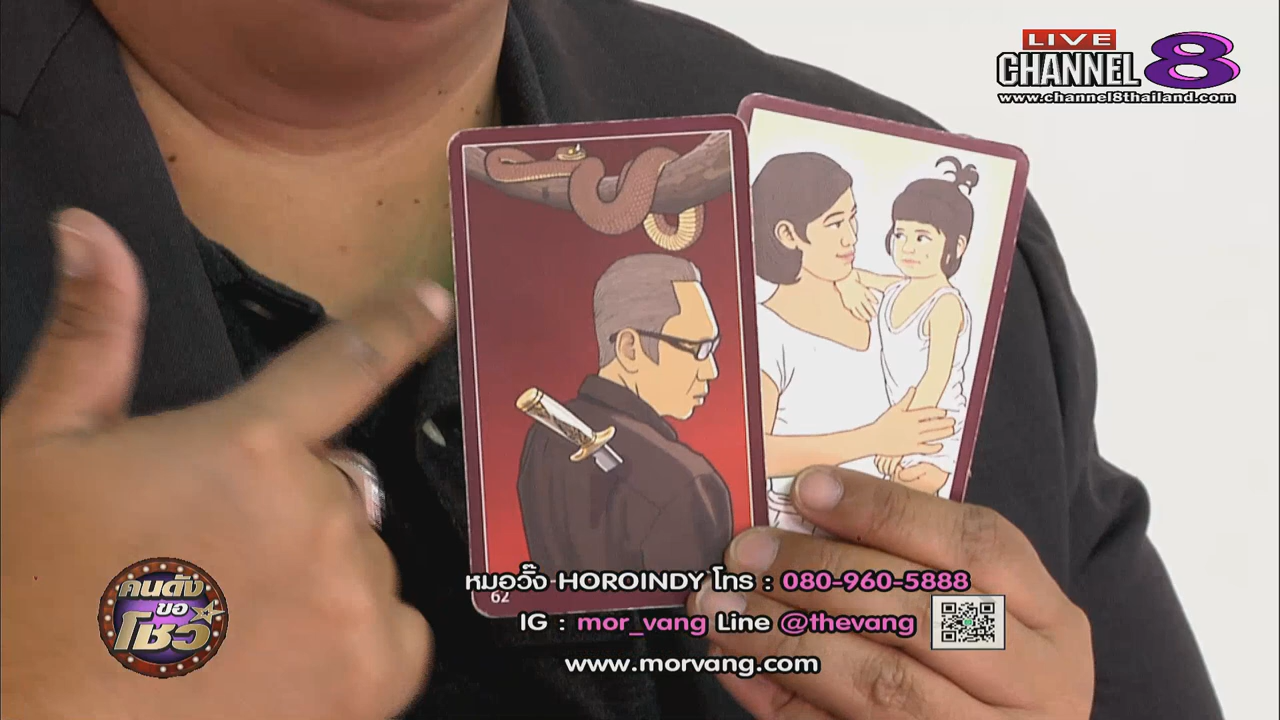 LIVE
CHANNEL 8
www.channel8thailand.com
62
หมอวั๊ง HOROINDY โทร : 080-960-5888
IG : mor_vang Line @thevang
www.morvang.com
คนดัง
ขอ
โชว์